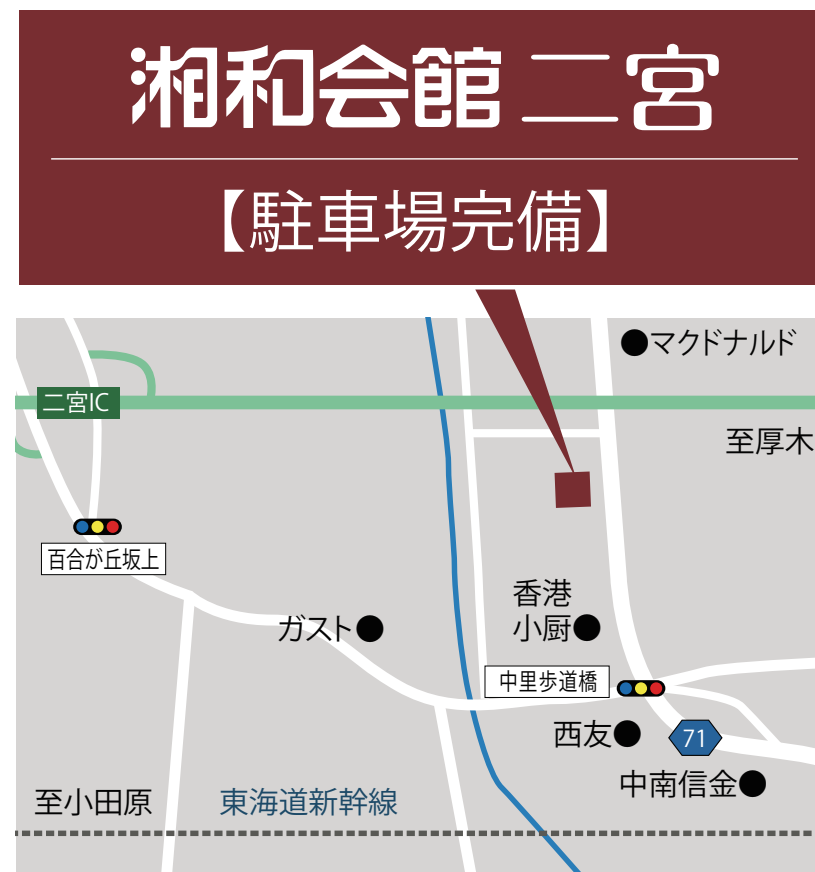 湘和会館 二宮
【駐車場完備】
●マクドナルド
二宮IC
至厚木
百合が丘坂上
香港
小厨●
ガスト●
中里歩道橋
西友●
71
中南信金●
至小田原
東海道新幹線